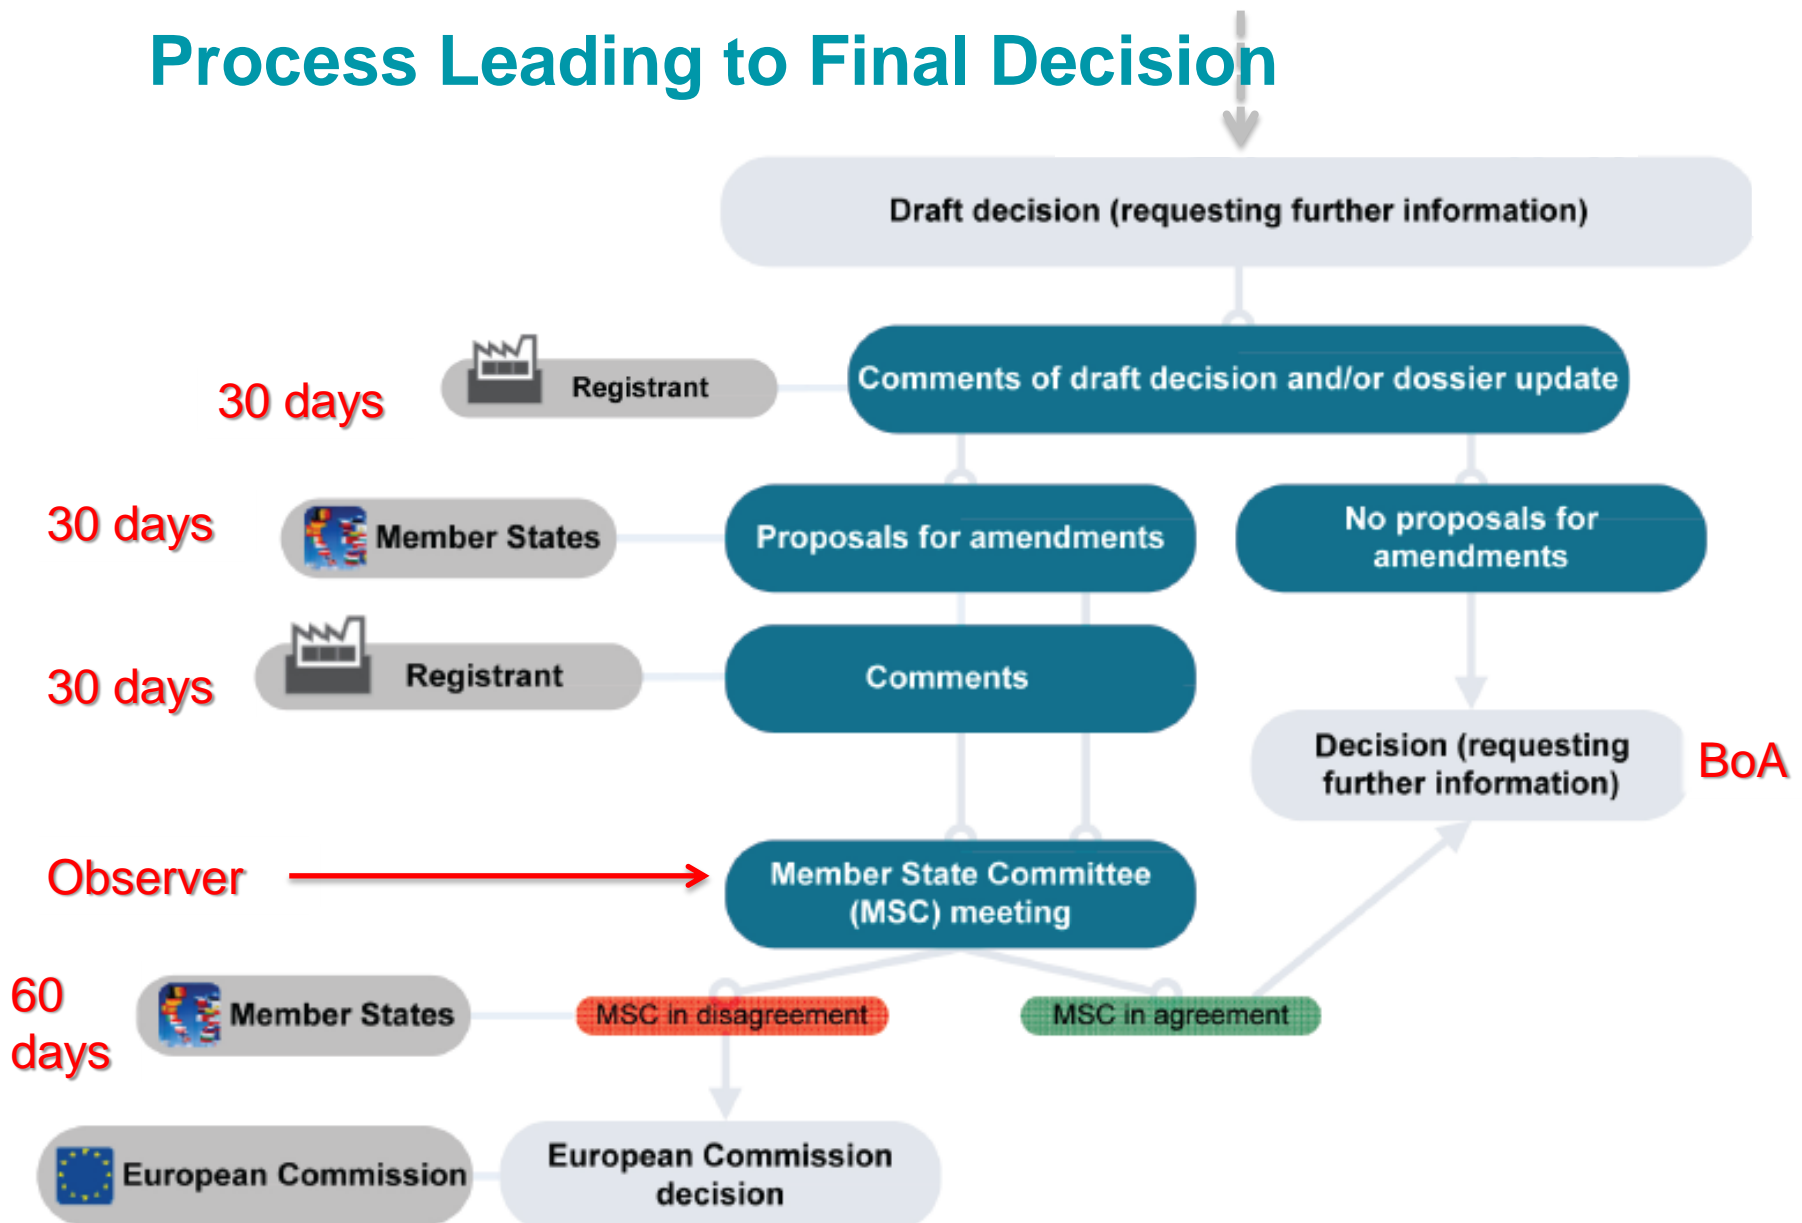 Process Leading to Final Decision
Draft decision (requesting further information)
30 days
Registrant
Comments of draft decision and/or dossier update
30 days
Member States
Proposals for amendments
No proposals for
amendments
30 days
Registrant
Comments
Decision (requesting
further information)
BoA
Observer
Member State Committee
(MSC) meeting
60
days
Member States
MSC in disagreement
MSC in agreement
European Commission
European Commission
decision